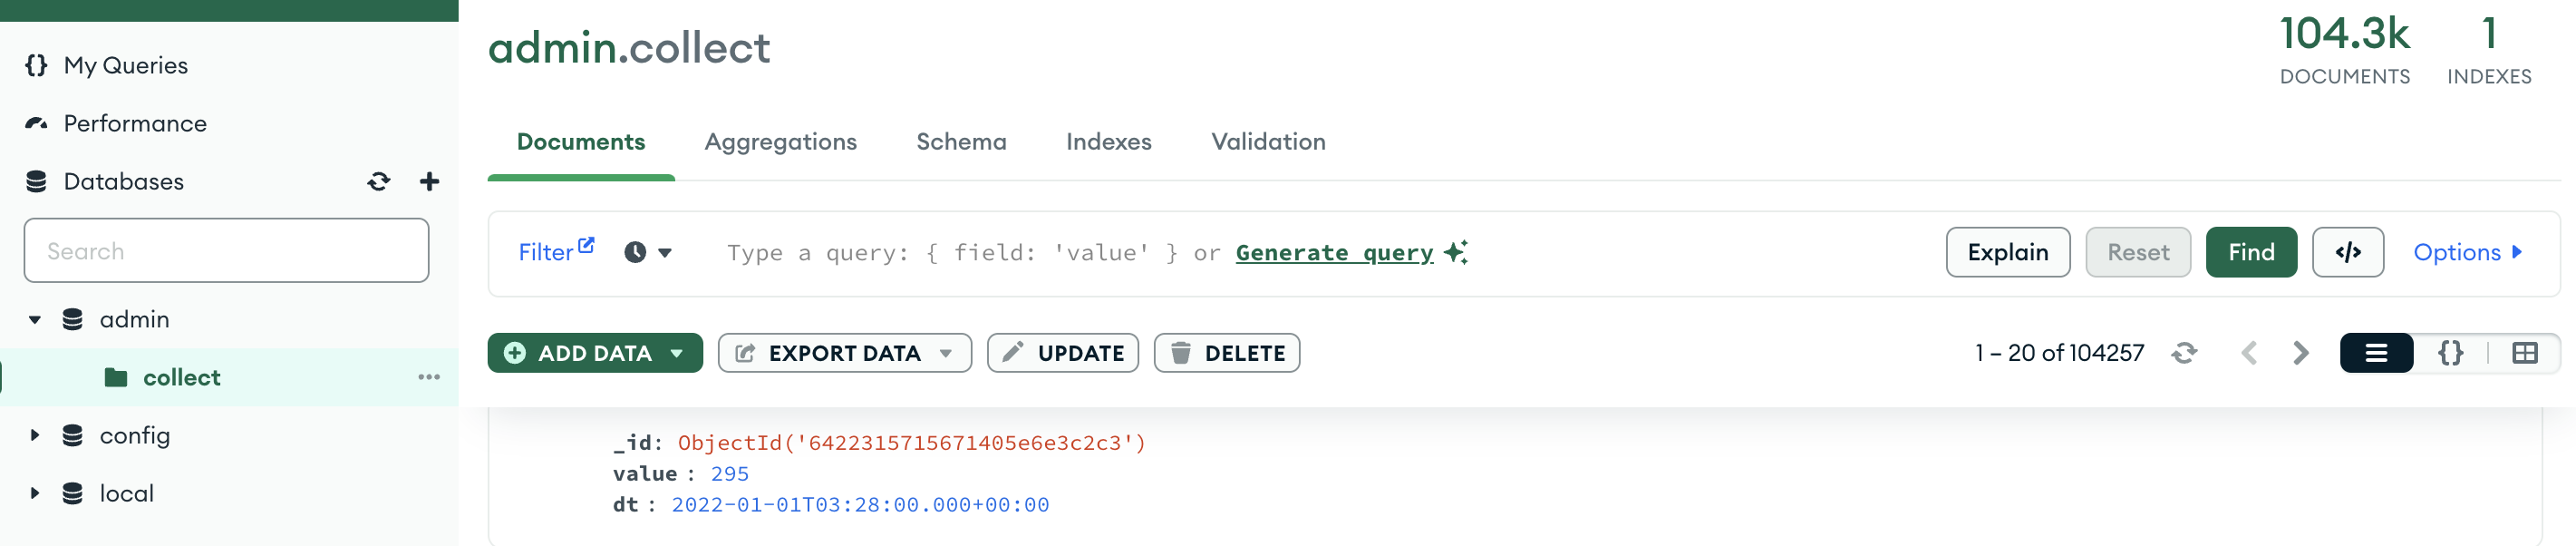 My Queries
Performance
Databases
Search
admin
collect
config
local
admin.collect
104.3k
DOCUMENTS
1
INDEXES
Documents Aggregations Schema Indexes Validation
Filter Type a query: { field: 'value' } or Generate query Explain Reset Find </> Options
ADD DATA EXPORT DATA UPDATE DELETE 1 – 20 of 104257 {}
_id: ObjectId('6422315715671405e6e3c2c3')
value : 295
dt : 2022-01-01T03:28:00.000+00:00